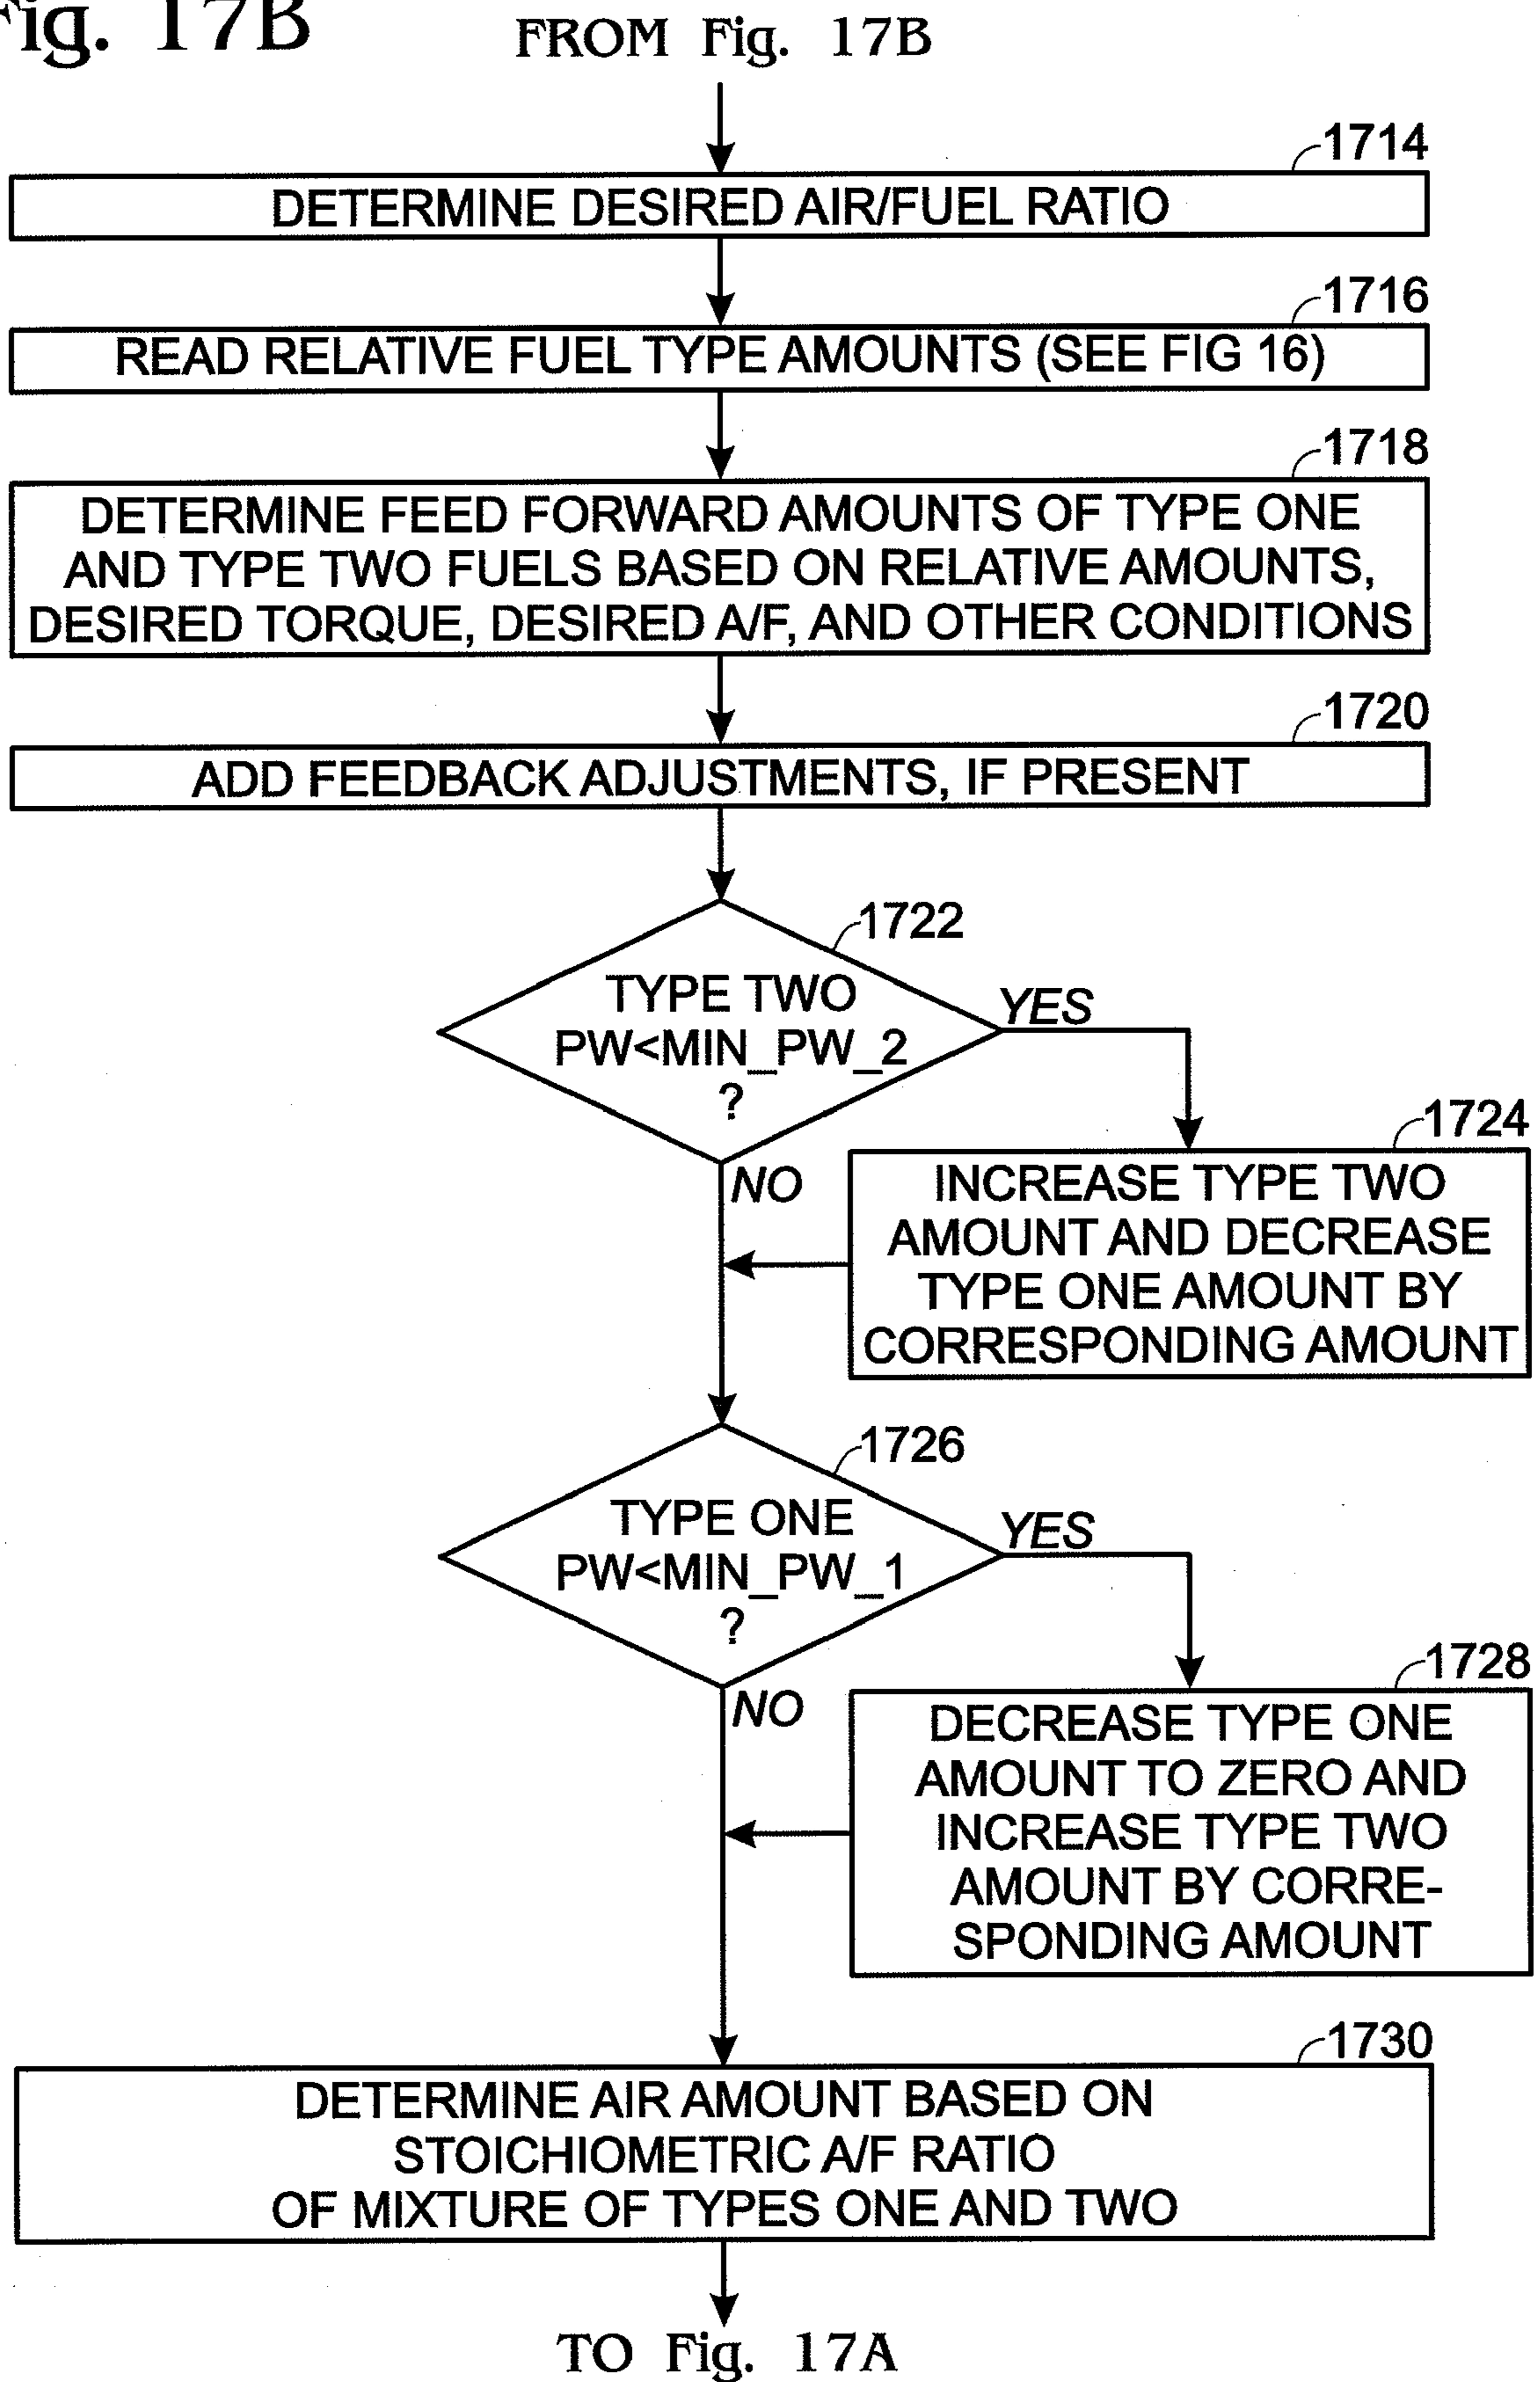 Fig. 17B
FROM Fig. 17B
1714
DETERMINE DESIRED AIR/FUEL RATIO
1716
READ RELATIVE FUEL TYPE AMOUNTS (SEE FIG 16)
1718
DETERMINE FEED FORWARD AMOUNTS OF TYPE ONE
AND TYPE TWO FUELS BASED ON RELATIVE AMOUNTS,
DESIRED TORQUE, DESIRED A/F, AND OTHER CONDITIONS
1720
ADD FEEDBACK ADJUSTMENTS, IF PRESENT
1722
TYPE TWO
PW<MIN_PW_2
?
YES
NO
1724
INCREASE TYPE TWO
AMOUNT AND DECREASE
TYPE ONE AMOUNT BY
CORRESPONDING AMOUNT
1726
TYPE ONE
PW<MIN_PW_1
?
YES
NO
1728
DECREASE TYPE ONE
AMOUNT TO ZERO AND
INCREASE TYPE TWO
AMOUNT BY CORRE-
SPONDING AMOUNT
1730
DETERMINE AIR AMOUNT BASED ON
STOICHIOMETRIC A/F RATIO
OF MIXTURE OF TYPES ONE AND TWO
TO Fig. 17A